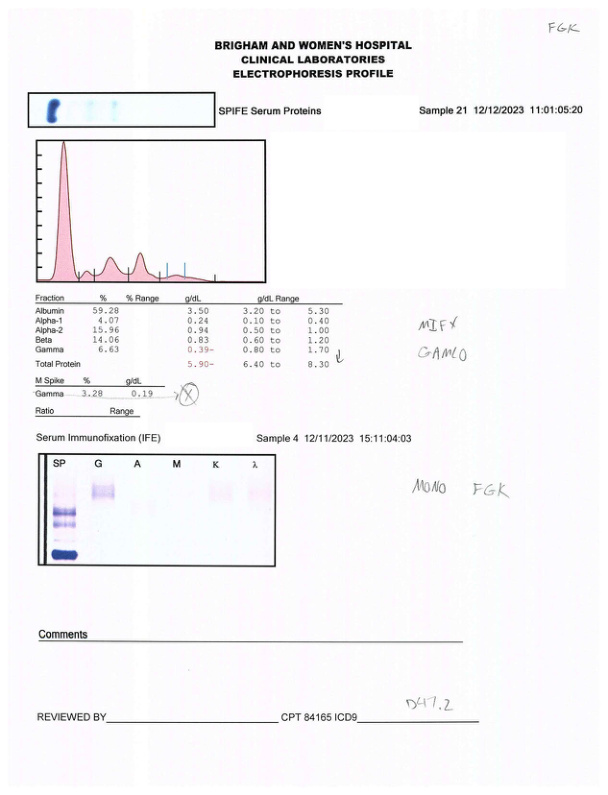 FGK
BRIGHAM AND WOMEN'S HOSPITAL
CLINICAL LABORATORIES
ELECTROPHORESIS PROFILE
SPIFE Serum Proteins Sample 21 12/12/2023 11:01:05:20
Fraction % % Range g/dL g/dL Range
Albumin 59.28 3.50 3.20 to 5.30
Alpha-1 4.07 0.24 0.10 to 0.40
Alpha-2 15.96 0.94 0.50 to 1.00
Beta 14.06 0.83 0.60 to 1.20
Gamma 6.63 0.39- 0.80 to 1.70
Total Protein 5.90- 6.40 to 8.30
MIFX
GAMLO
M Spike % g/dL
Gamma 3.28 0.19 X
Ratio Range
Serum Immunofixation (IFE) Sample 4 12/11/2023 15:11:04:03
SP G A M K λ
MONO FGK
Comments
D47.2
REVIEWED BY CPT 84165 ICD9